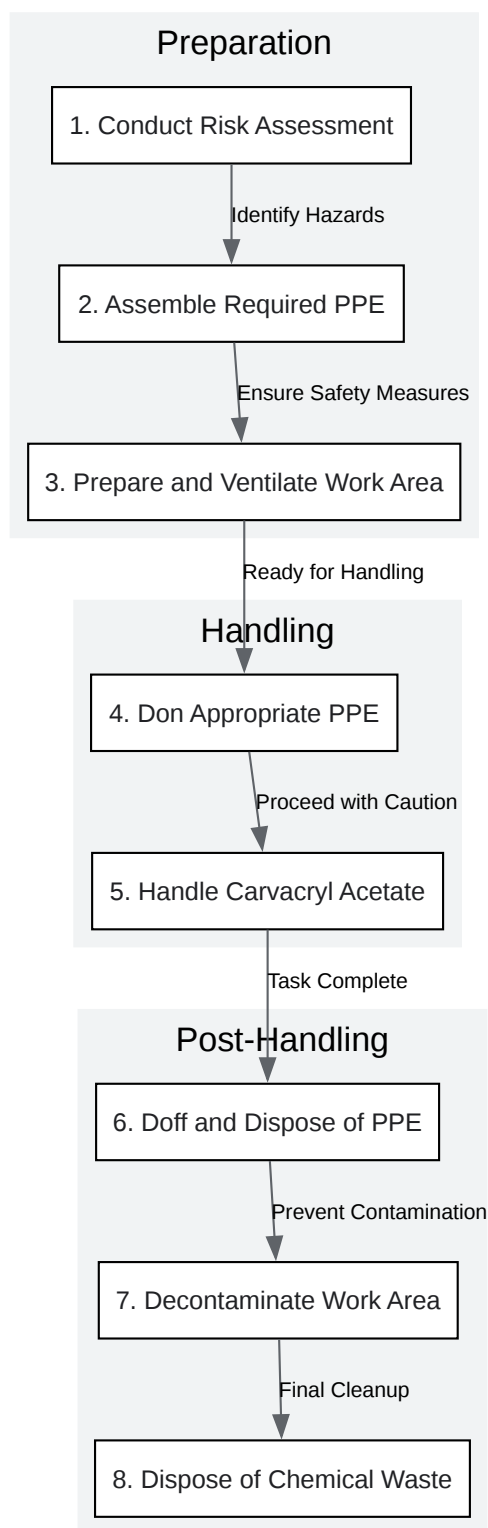 Preparation
1. Conduct Risk Assessment
Identify Hazards
2. Assemble Required PPE
Ensure Safety Measures
3. Prepare and Ventilate Work Area
Ready for Handling
Handling
4. Don Appropriate PPE
Proceed with Caution
5. Handle Carvacryl Acetate
Task Complete
Post-Handling
6. Doff and Dispose of PPE
Prevent Contamination
7. Decontaminate Work Area
Final Cleanup
8. Dispose of Chemical Waste